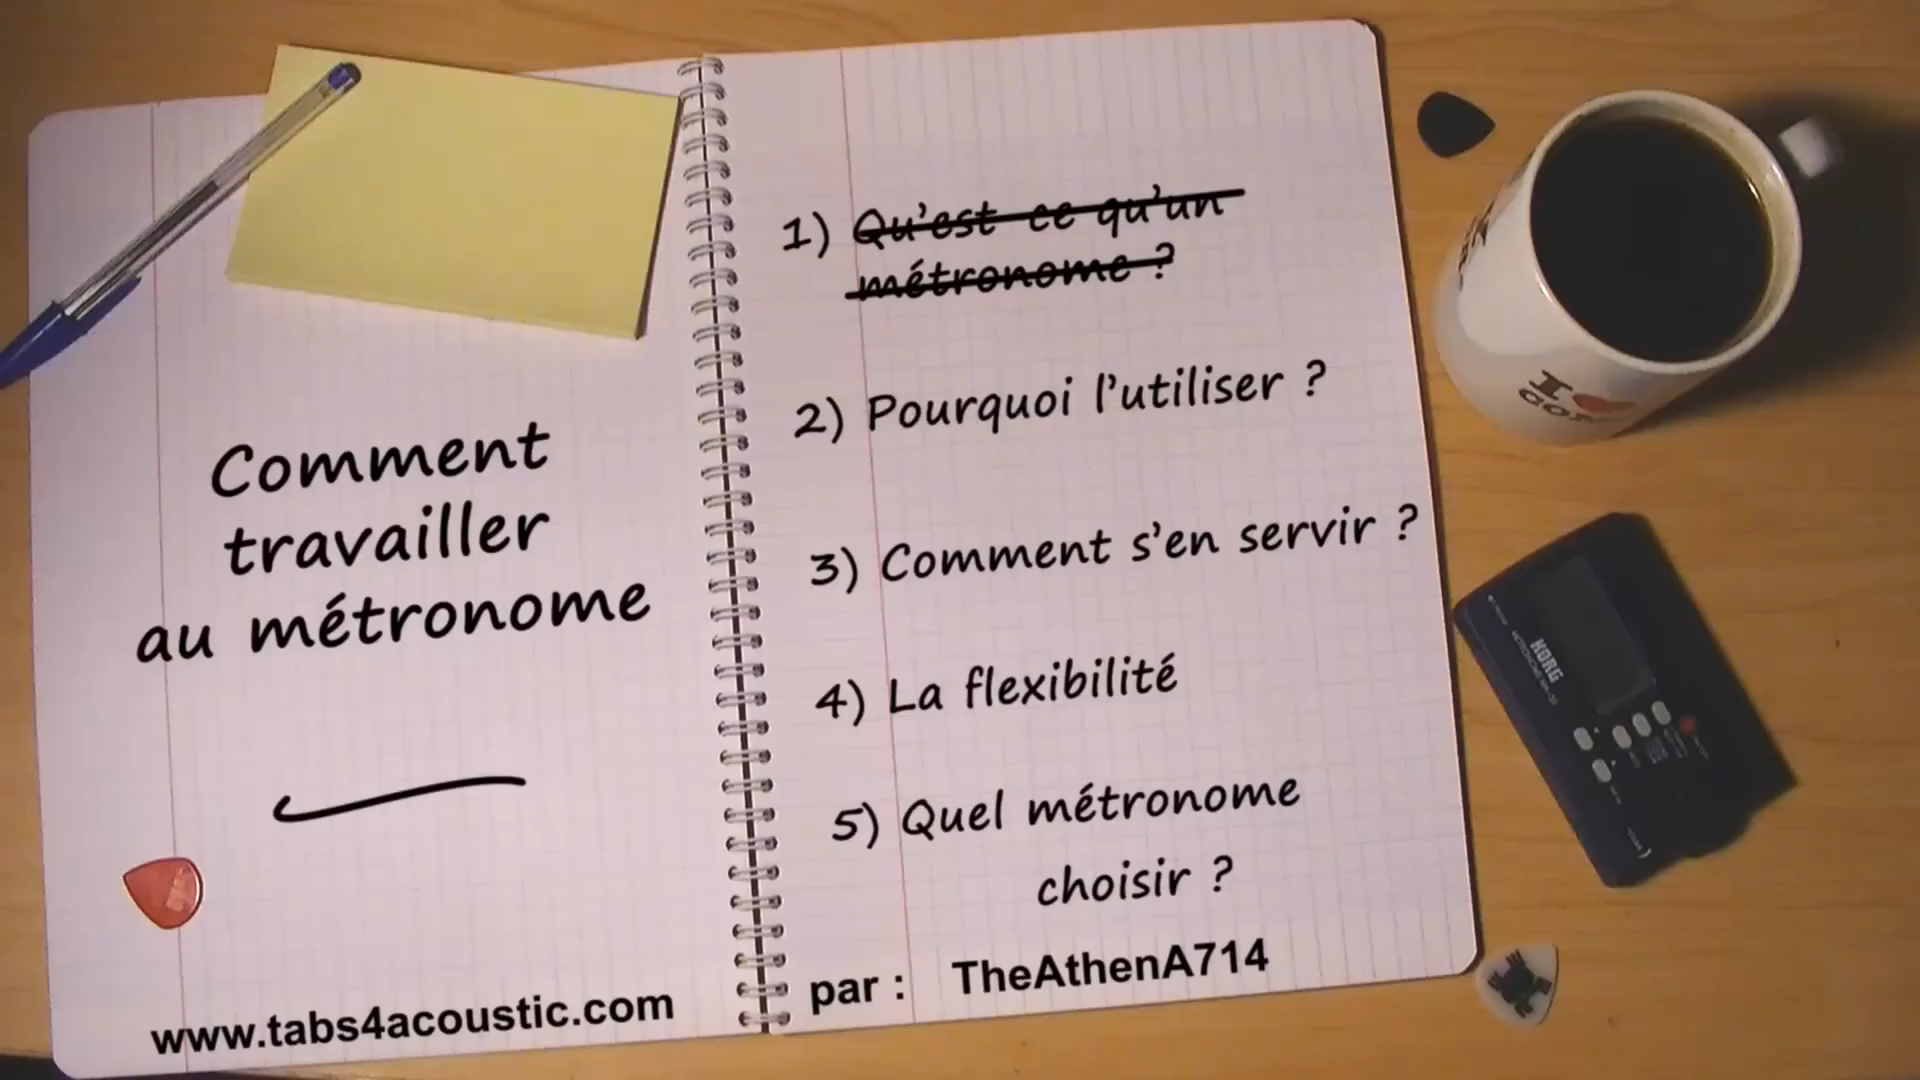 Comment
travailler
au métronome
www.tabs4acoustic.com
1) Qu'est ce qu'un
métronome ?
2) Pourquoi l'utiliser ?
3) Comment s'en servir ?
4) La flexibilité
5) Quel métronome
choisir ?
par : TheAthenA714
I
KORG